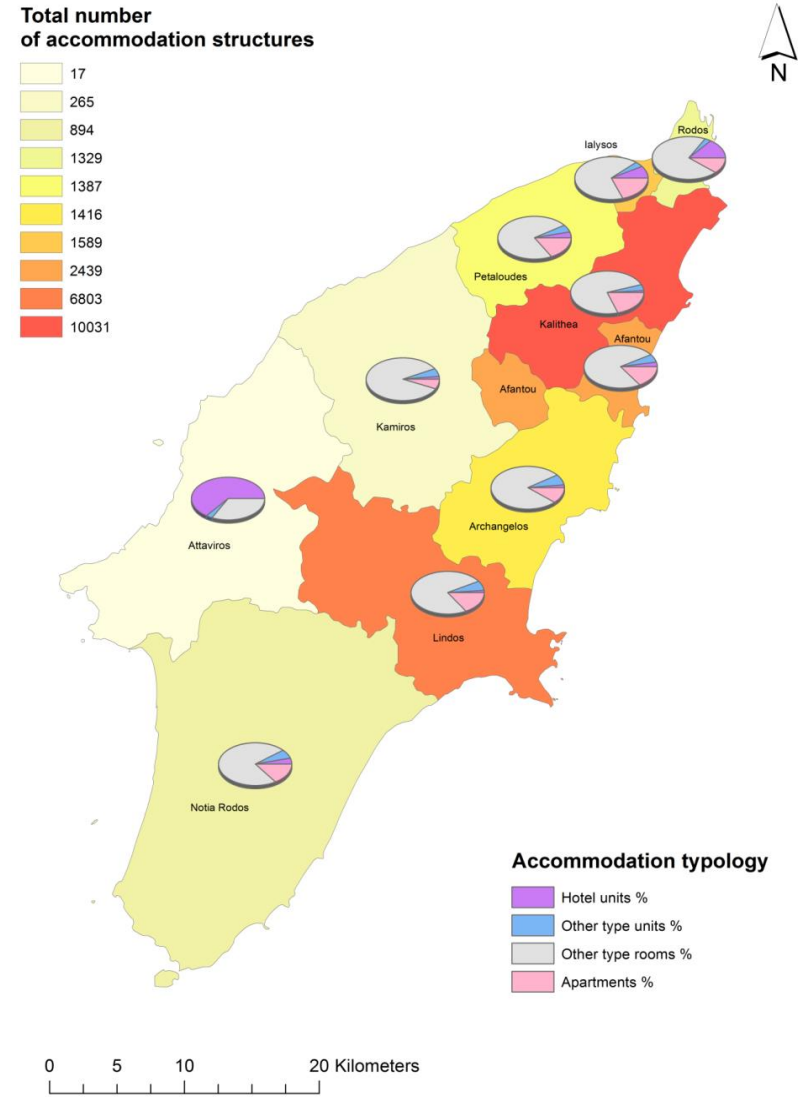 Total number
of accommodation structures
17
265
894
1329
1387
1416
1589
2439
6803
10031
N
Rodos
Ialysos
Petaloudes
Kalithea
Afantou
Afantou
Kamiros
Archangelos
Attaviros
Lindos
Notia Rodos
Accommodation typology
Hotel units %
Other type units %
Other type rooms %
Apartments %
0 5 10 20 Kilometers